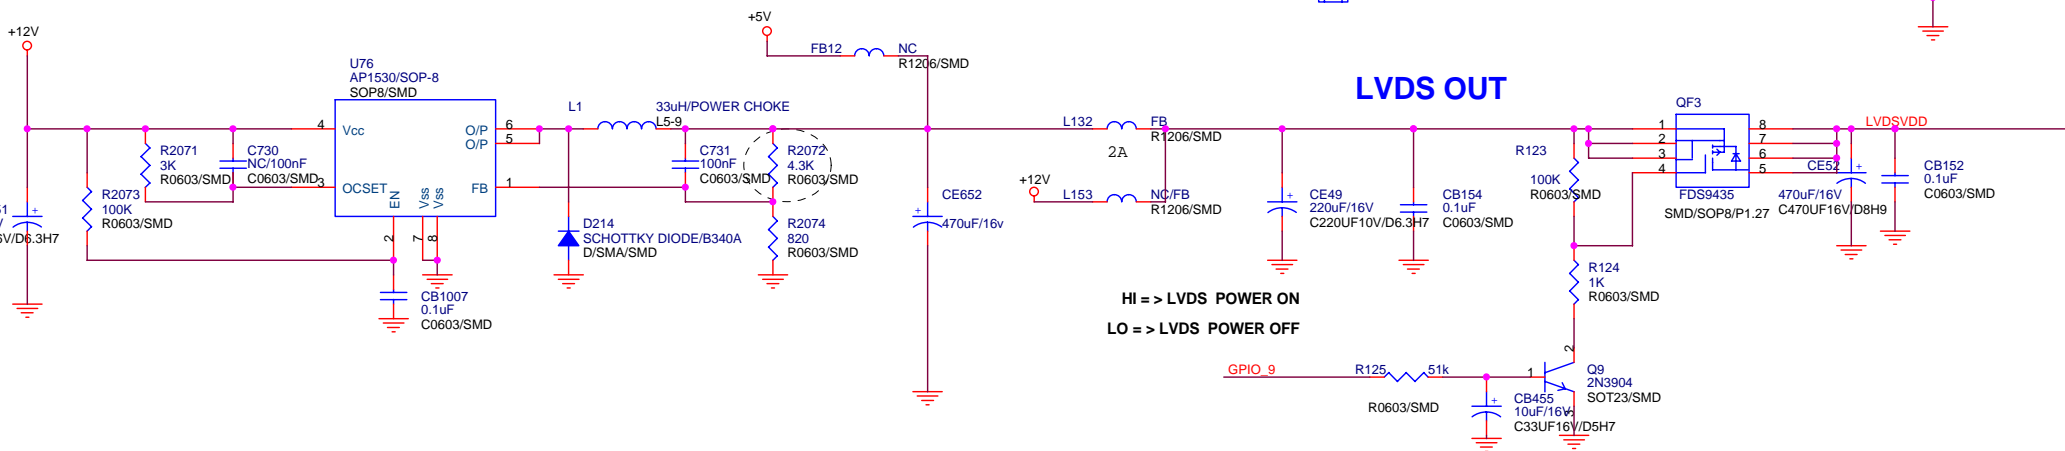 +12V
+5V
FB12
NC
R1206/SMD
U76
AP1530/SOP-8
SOP8/SMD
4
Vcc
O/P
6
O/P
5
3
OCSET
EN
Vss
Vss
FB
1
2
7
8
R2071
3K
R0603/SMD
C730
NC/100nF
C0603/SMD
R2073
100K
R0603/SMD
V/D6.3H7
CB1007
0.1uF
C0603/SMD
L1
33uH/POWER CHOKE
L5-9
C731
100nF
C0603/SMD
R2072
4.3K
R0603/SMD
R2074
820
R0603/SMD
D214
SCHOTTKY DIODE/B340A
D/SMA/SMD
CE652
470uF/16v
L132
FB
R1206/SMD
2A
+12V
L153
NC/FB
R1206/SMD
LVDS OUT
CE49
220uF/16V
C220UF10V/D6.3H7
CB154
0.1uF
C0603/SMD
R123
100K
R0603/SMD
QF3
1
2
3
4
8
7
6
5
FDS9435
SMD/SOP8/P1.27
LVDSVDD
CE52
470uF/16V
C470UF16V/D8H9
CB152
0.1uF
C0603/SMD
R124
1K
R0603/SMD
HI = > LVDS  POWER ON
LO = > LVDS  POWER OFF
GPIO_9
R125
51k
R0603/SMD
1
2
3
Q9
2N3904
SOT23/SMD
CB455
10uF/16V
C33UF16V/D5H7